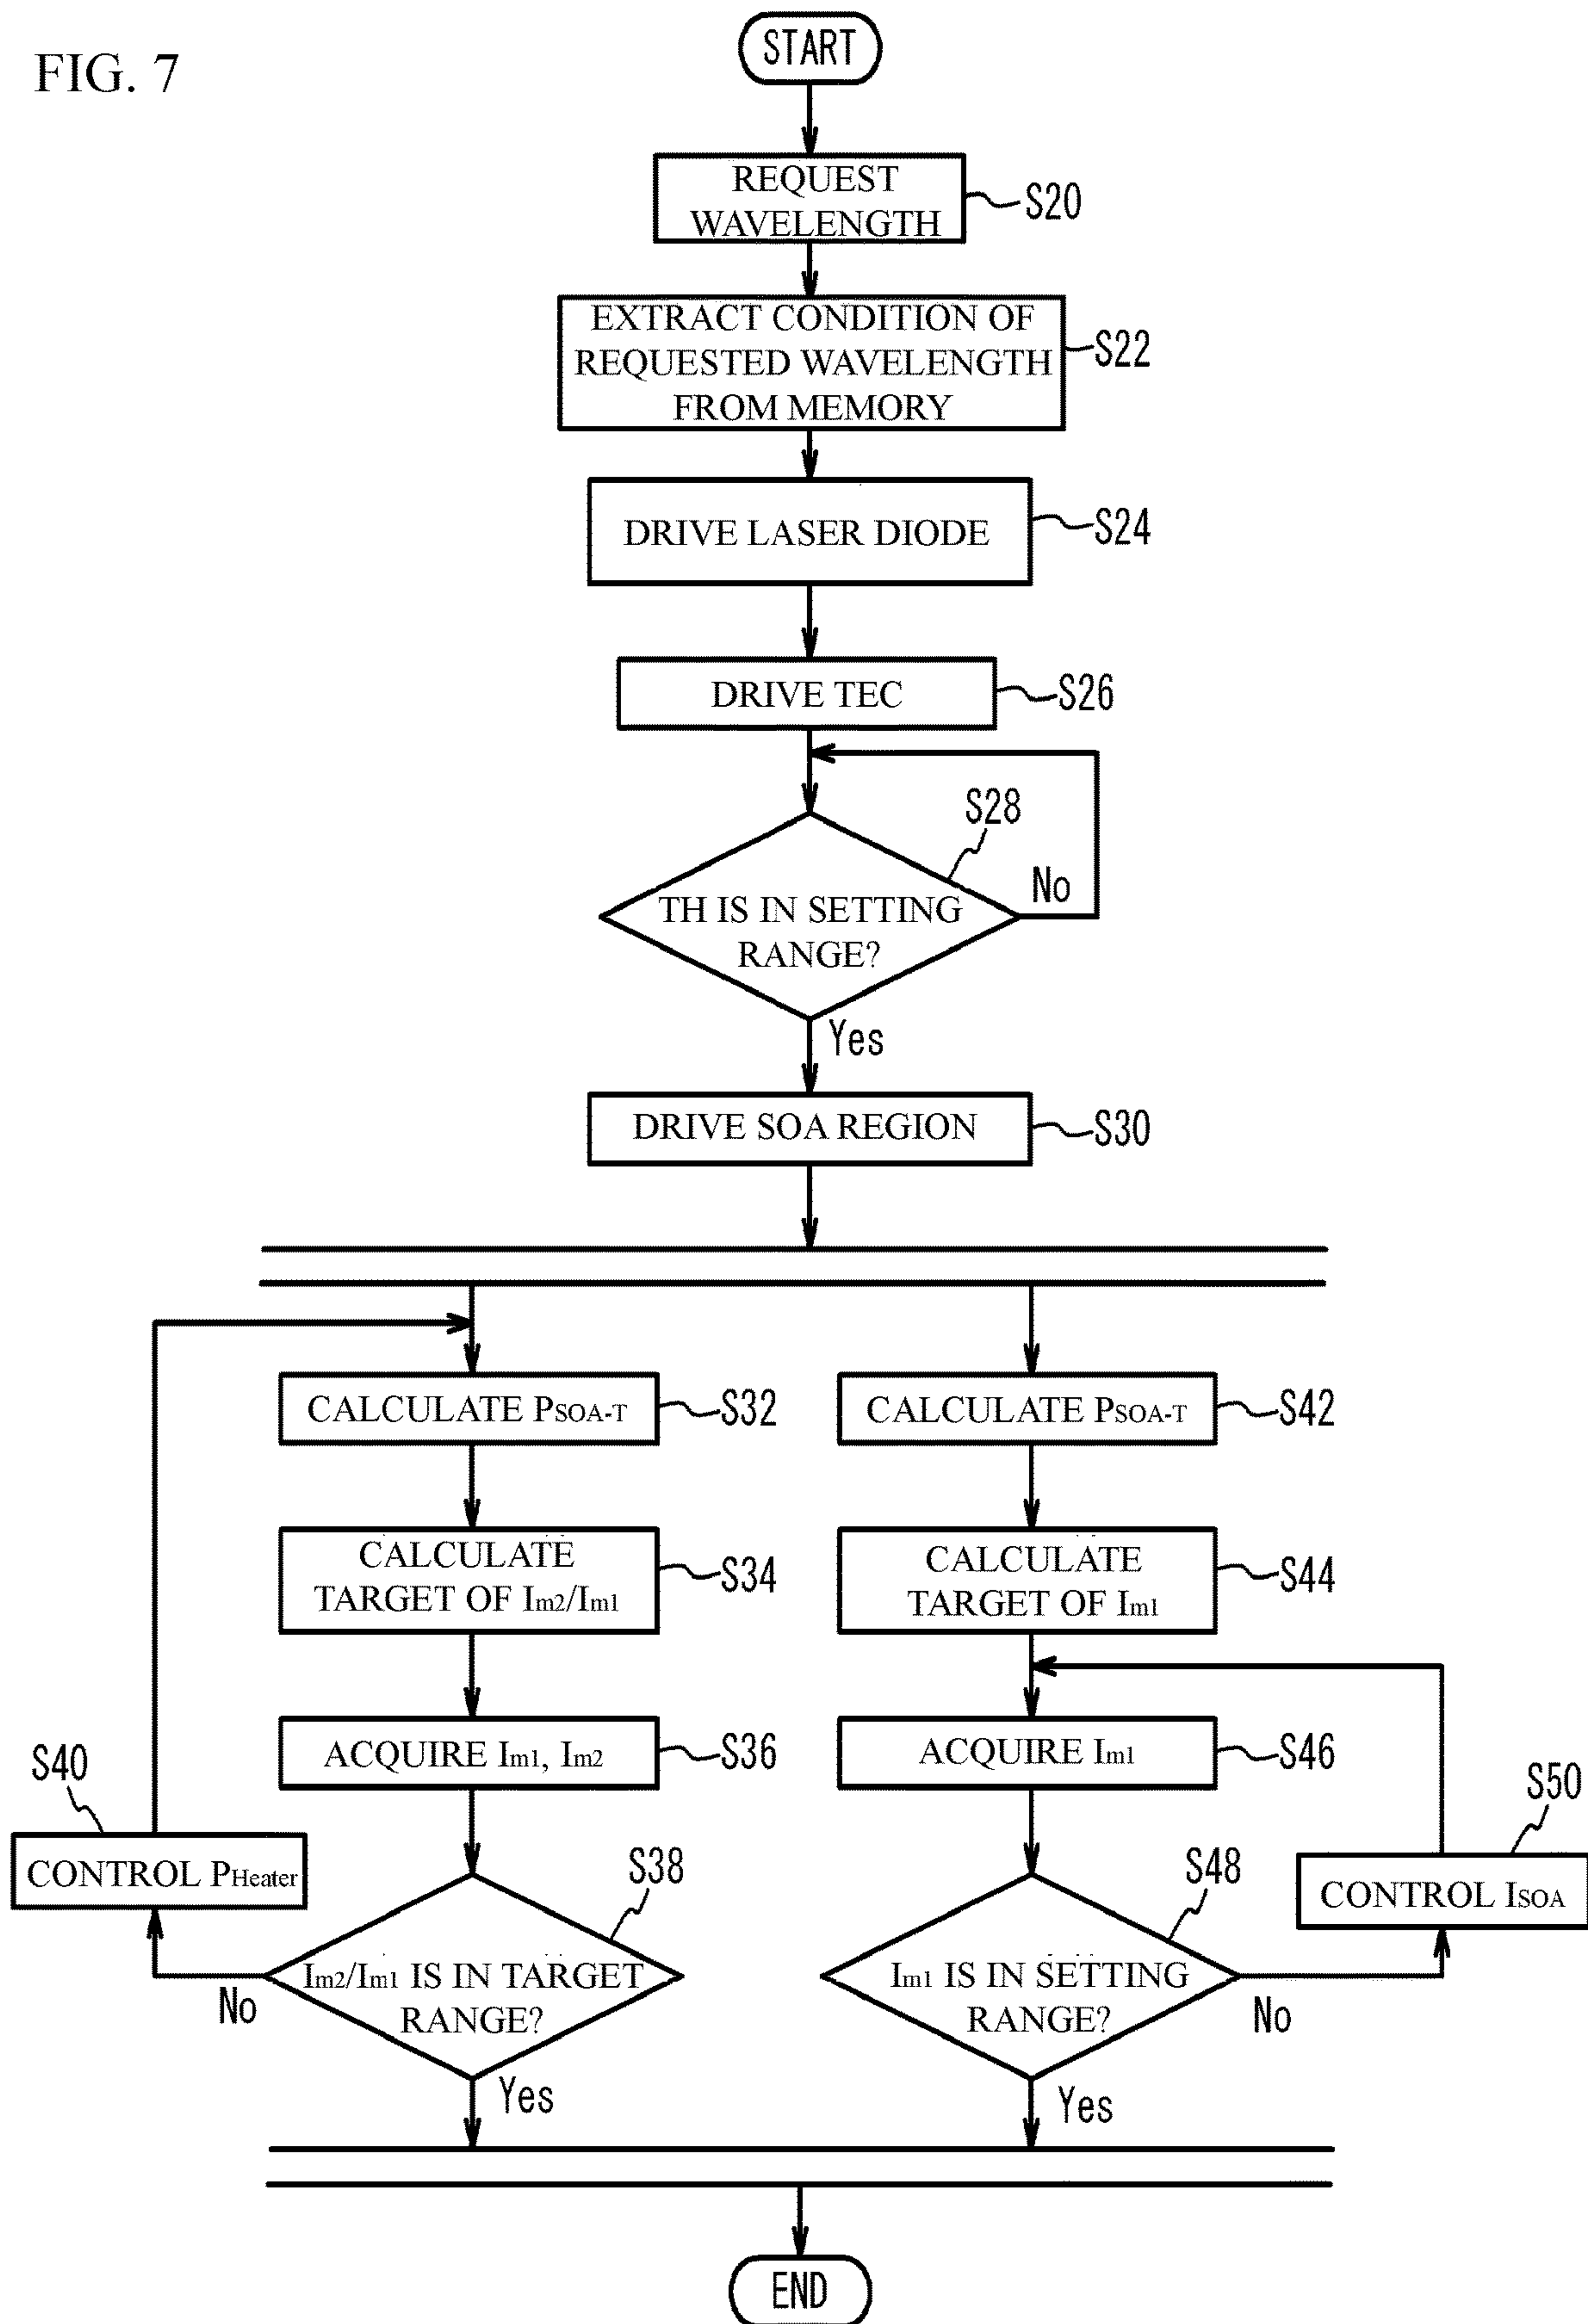 FIG. 7
START
REQUEST
WAVELENGTH
S20
EXTRACT CONDITION OF
REQUESTED WAVELENGTH
FROM MEMORY
S22
DRIVE LASER DIODE
S24
DRIVE TEC
S26
S28
TH IS IN SETTING
RANGE?
No
Yes
DRIVE SOA REGION
S30
CALCULATE PSOA-T
S32
CALCULATE
TARGET OF Im2/Im1
S34
ACQUIRE Im1, Im2
S36
S38
Im2/Im1 IS IN TARGET
RANGE?
No
S40
CONTROL PHeater
Yes
CALCULATE PSOA-T
S42
CALCULATE
TARGET OF Im1
S44
ACQUIRE Im1
S46
S48
Im1 IS IN SETTING
RANGE?
No
S50
CONTROL ISOA
Yes
END